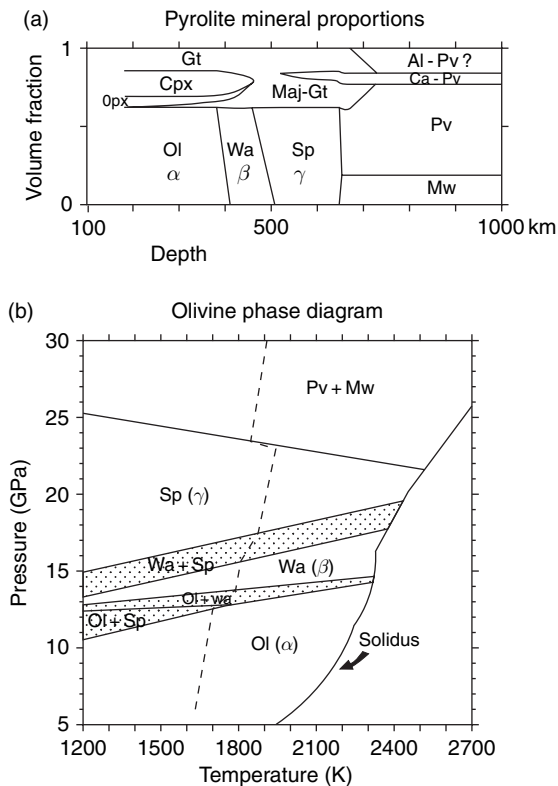 (a) Pyrolite mineral proportions
1
Gt
Al - Pv ?
Cpx
Ca - Pv
0px
Maj-Gt
Volume fraction
Pv
Ol
Wa
Sp
α
β
γ
Mw
0
100
500
1000 km
Depth
(b) Olivine phase diagram
30
Pv + Mw
25
Sp (γ)
20
Pressure (GPa)
Wa + Sp
Wa (β)
15
Ol + wa
Ol + Sp
Ol (α)
10
Solidus
5
1200 1500 1800 2100 2400 2700
Temperature (K)